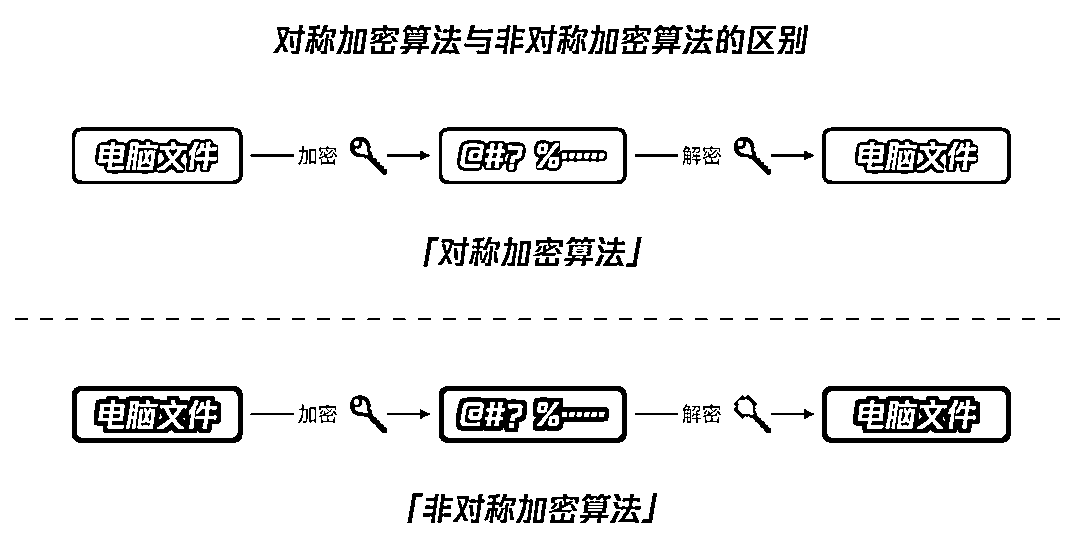 对称加密算法与非对称加密算法的区别
电脑文件 加密 @#? %…… 解密 电脑文件
「对称加密算法」
电脑文件 加密 @#? %…… 解密 电脑文件
「非对称加密算法」